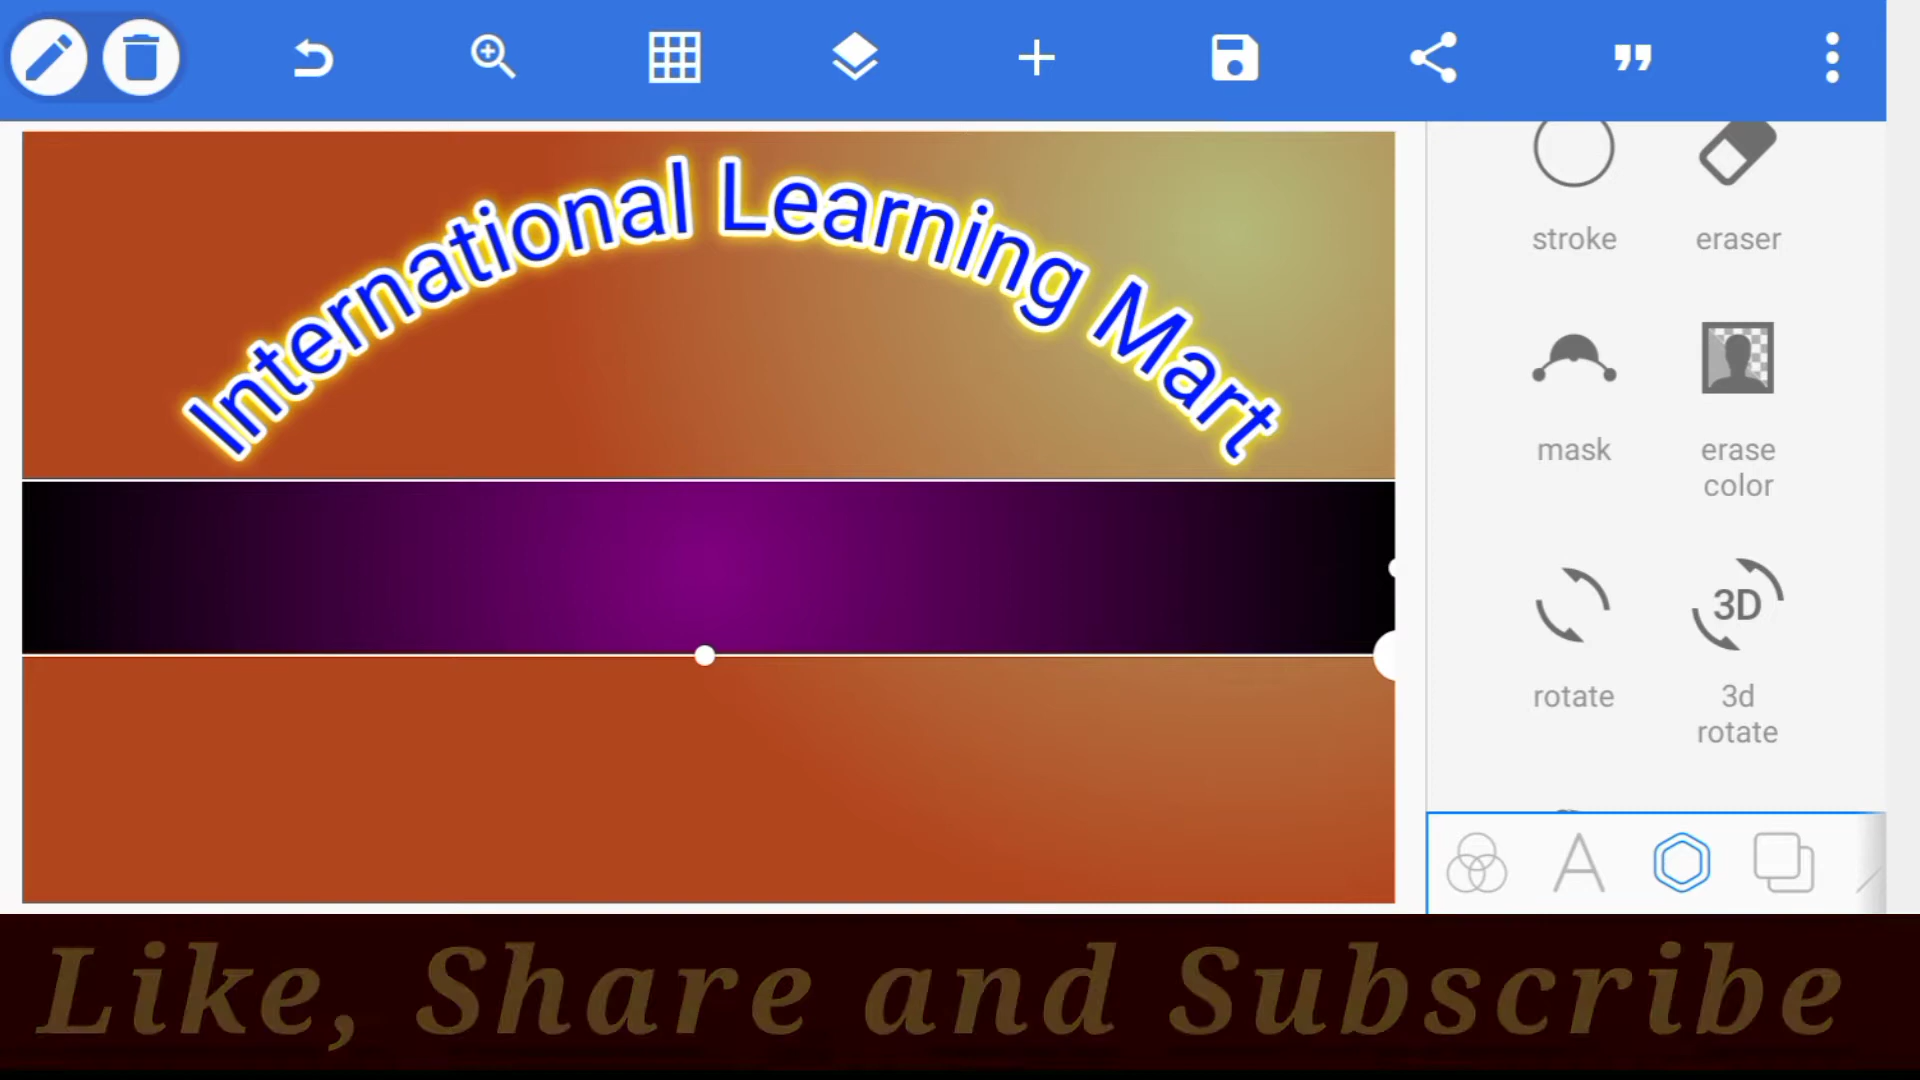 International Learning Mart
stroke
eraser
mask
erase
color
rotate
3D
3d
rotate
Like, Share and Subscribe